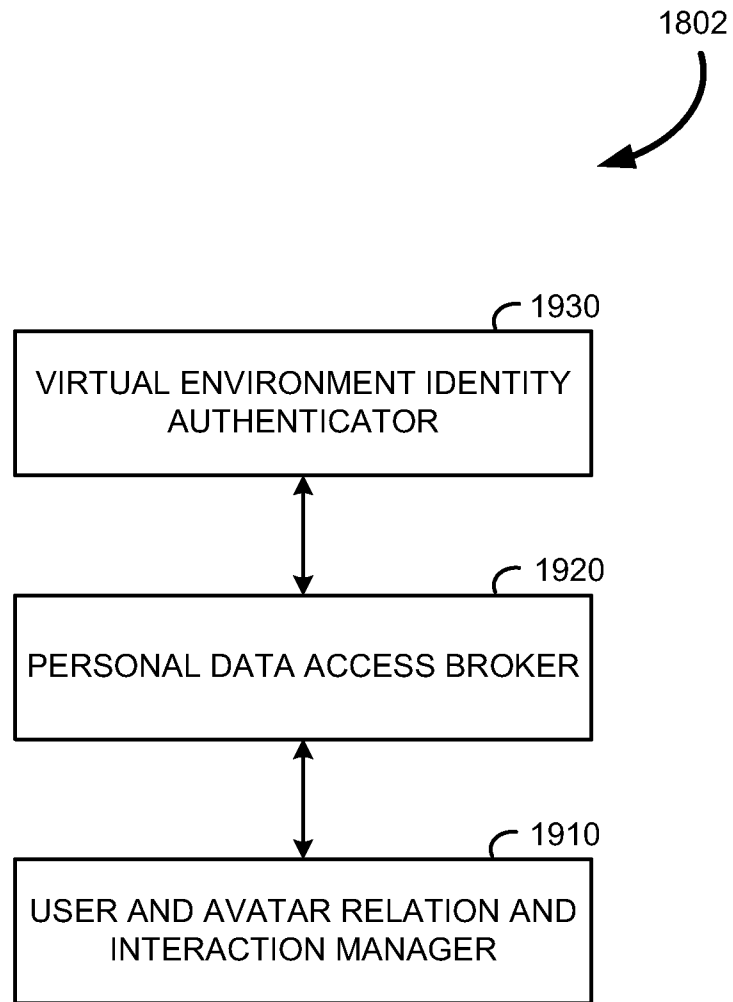 1802
1930
VIRTUAL ENVIRONMENT IDENTITY
AUTHENTICATOR
1920
PERSONAL DATA ACCESS BROKER
1910
USER AND AVATAR RELATION AND
INTERACTION MANAGER